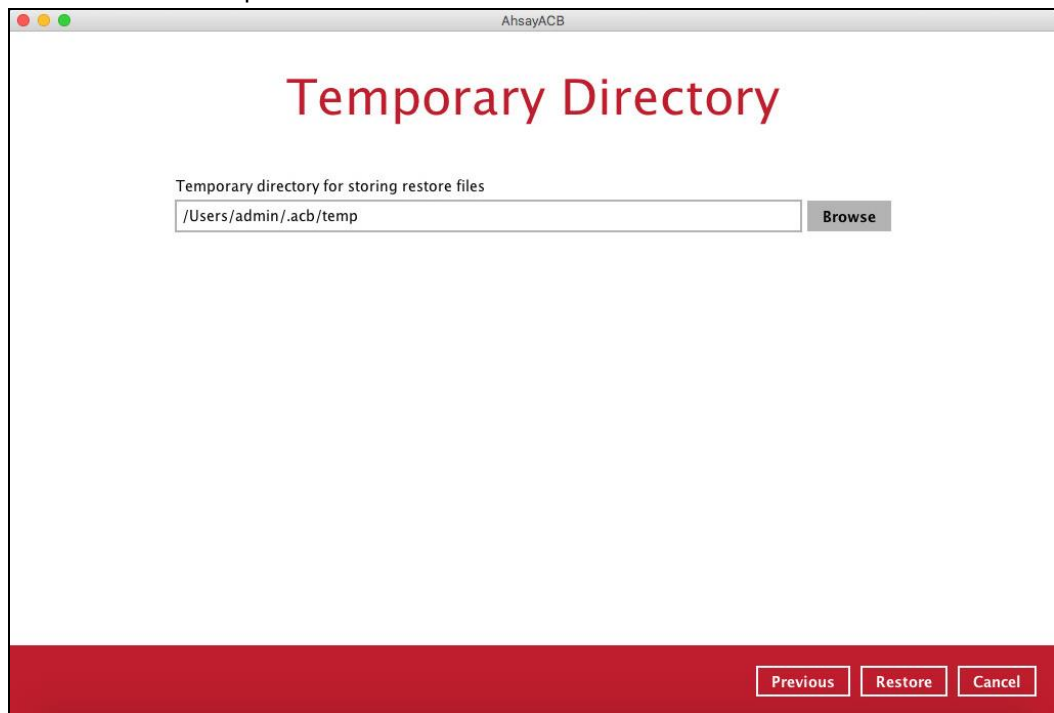 AhsayACB
Temporary Directory
Temporary directory for storing restore files
/Users/admin/.acb/temp
Browse
Previous Restore Cancel